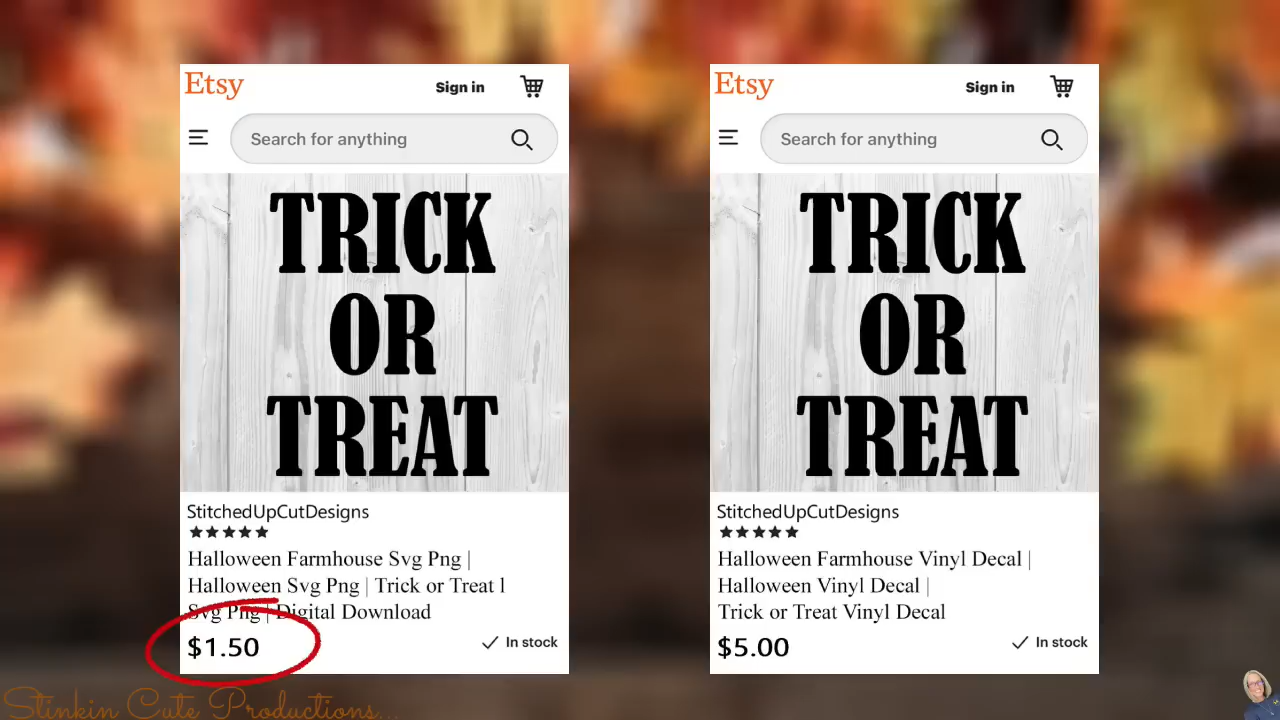 Etsy
Sign in
Search for anything
TRICK
OR
TREAT
StitchedUpCutDesigns
Halloween Farmhouse Svg Png |
Halloween Svg Png | Trick or Treat l
Svg Png | Digital Download
$1.50
In stock
Etsy
Sign in
Search for anything
TRICK
OR
TREAT
StitchedUpCutDesigns
Halloween Farmhouse Vinyl Decal |
Halloween Vinyl Decal |
Trick or Treat Vinyl Decal
$5.00
In stock
Stinkin Cute Productions...